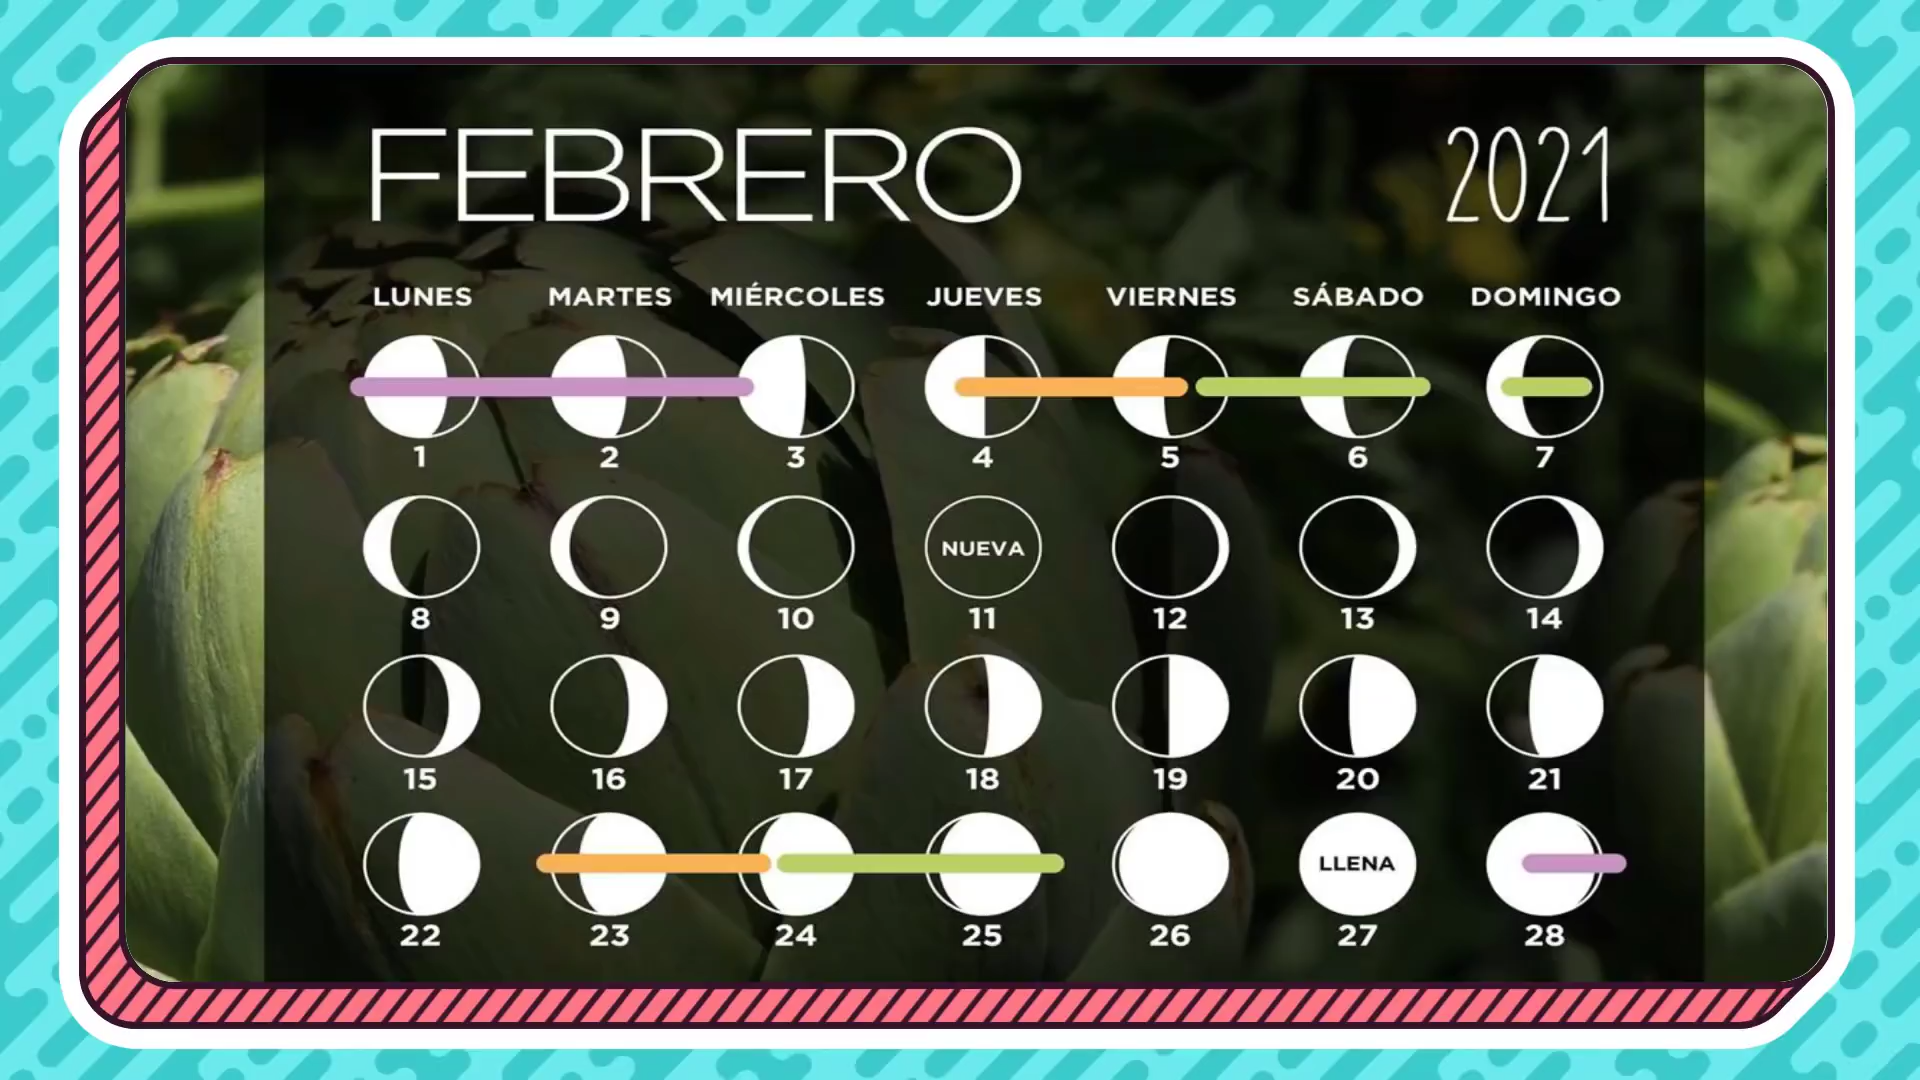 FEBRERO 2021
LUNES MARTES MIÉRCOLES JUEVES VIERNES SÁBADO DOMINGO
1 2 3 4 5 6 7
NUEVA
8 9 10 11 12 13 14
15 16 17 18 19 20 21
LLENA
22 23 24 25 26 27 28